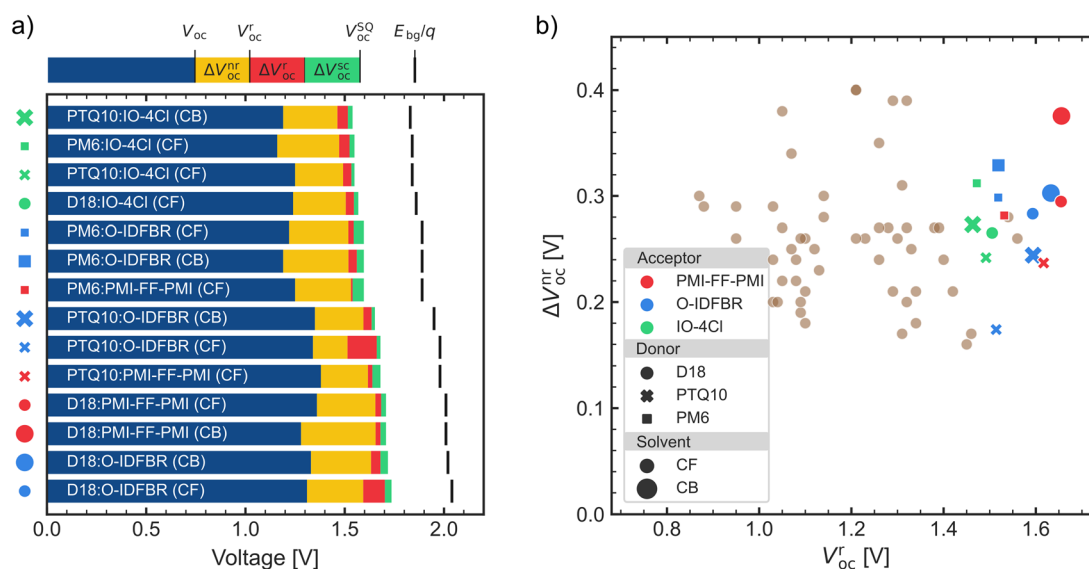 a)
V_oc V^r_oc V^SQ_oc E_bg/q
ΔV^nr_oc ΔV^r_oc ΔV^sc_oc
PTQ10:IO-4Cl (CB)
PM6:IO-4Cl (CF)
PTQ10:IO-4Cl (CF)
D18:IO-4Cl (CF)
PM6:O-IDFBR (CF)
PM6:O-IDFBR (CB)
PM6:PMI-FF-PMI (CF)
PTQ10:O-IDFBR (CB)
PTQ10:O-IDFBR (CF)
PTQ10:PMI-FF-PMI (CF)
D18:PMI-FF-PMI (CF)
D18:PMI-FF-PMI (CB)
D18:O-IDFBR (CB)
D18:O-IDFBR (CF)
0.0 0.5 1.0 1.5 2.0
Voltage [V]
b)
ΔV^nr_oc [V]
0.4
0.3
0.2
0.1
0.0
Acceptor
PMI-FF-PMI
O-IDFBR
IO-4Cl
Donor
D18
PTQ10
PM6
Solvent
CF
CB
0.8 1.0 1.2 1.4 1.6
V^r_oc [V]